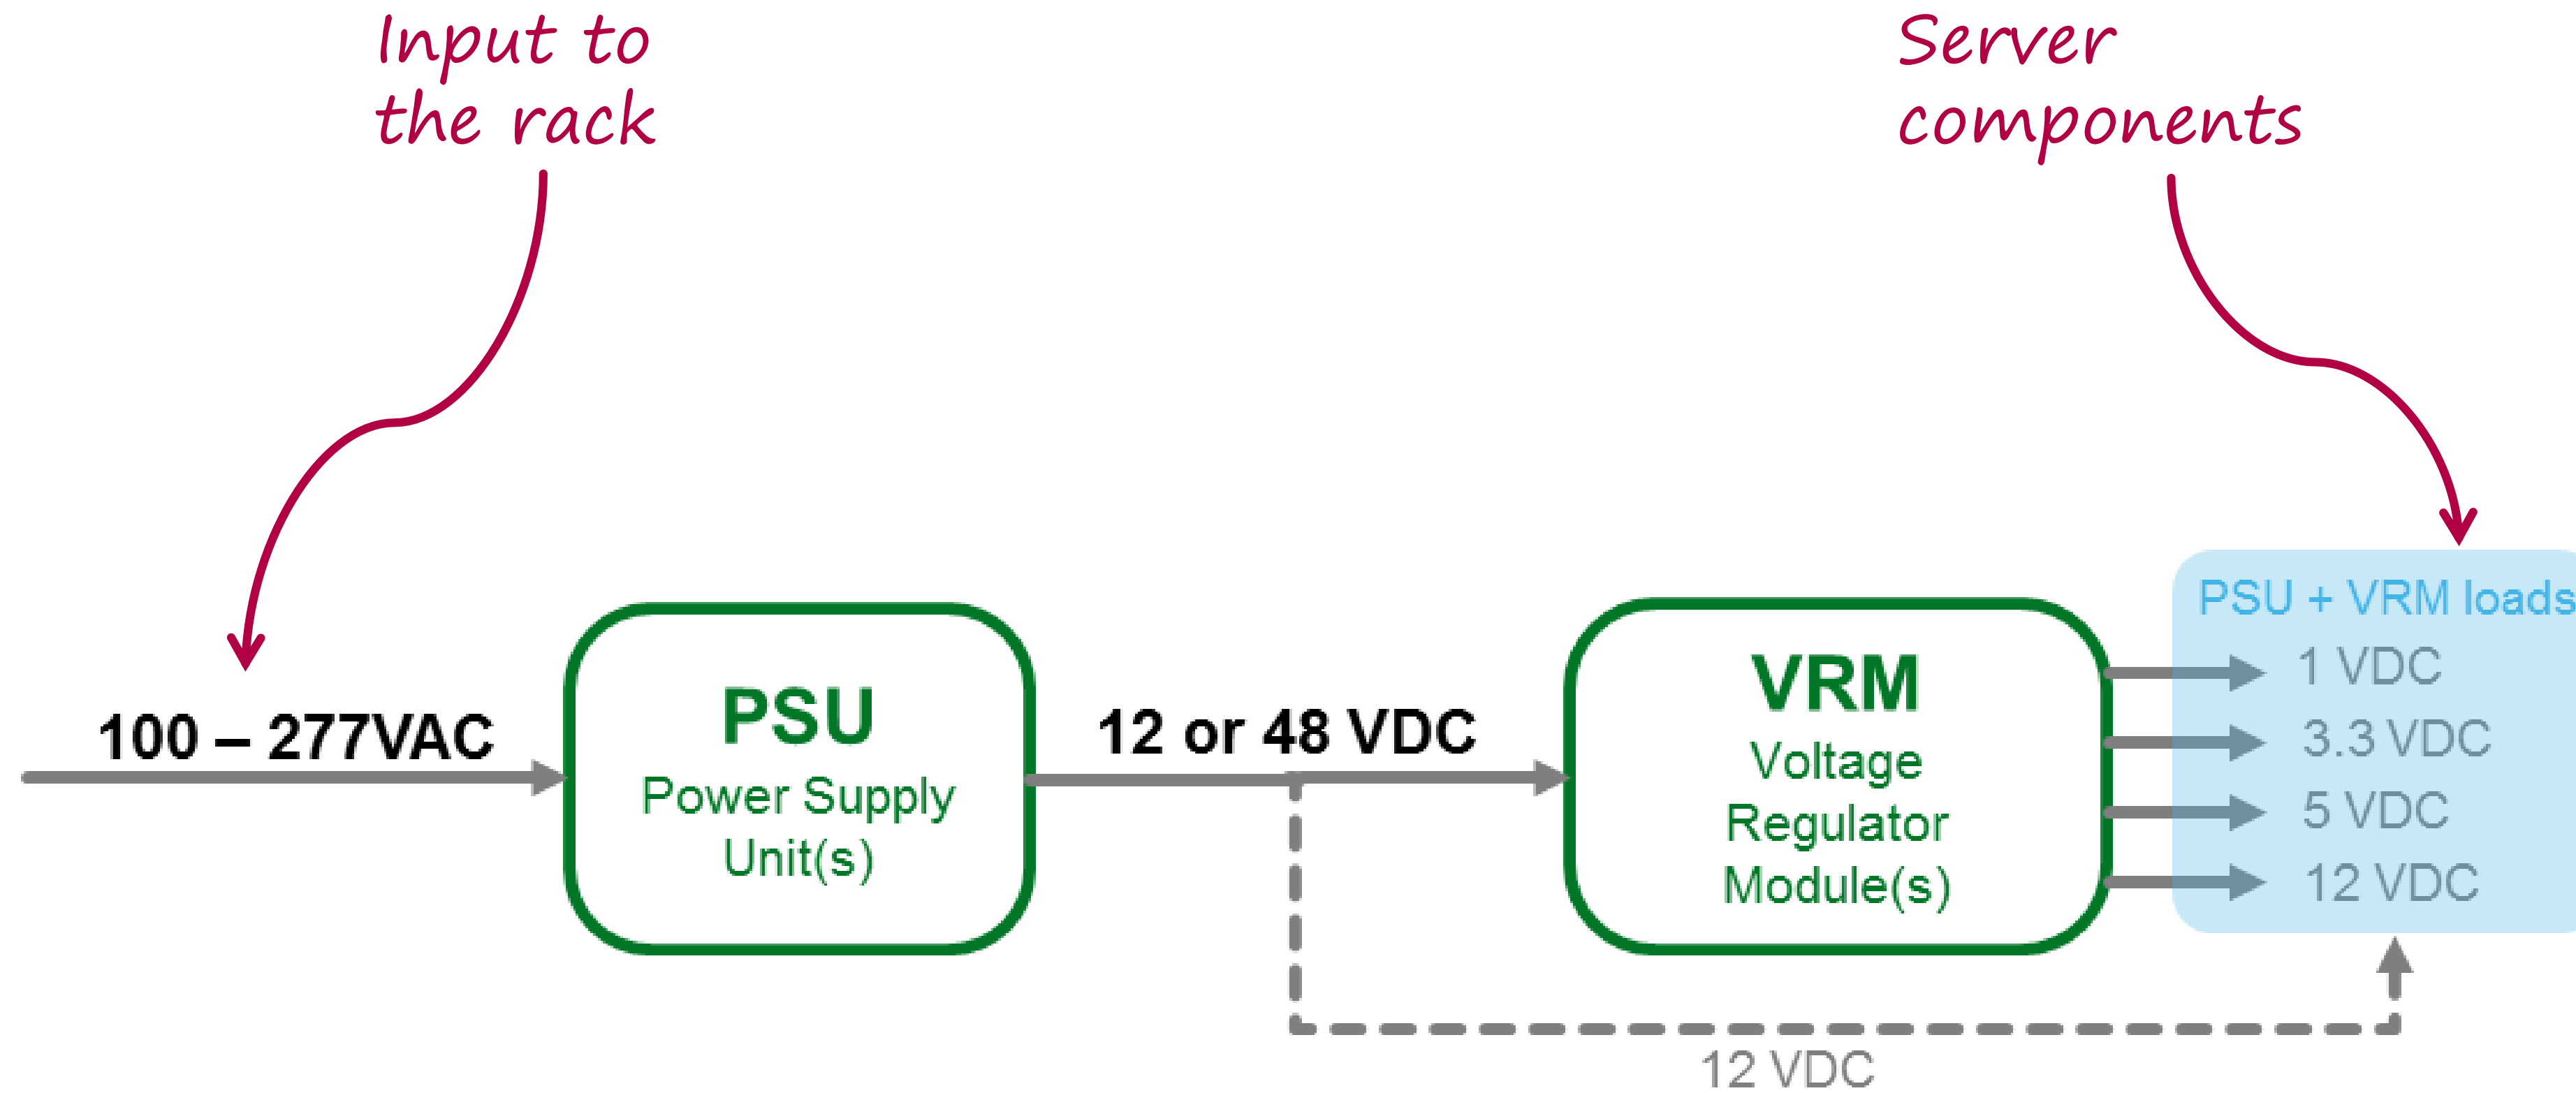 Input to
the rack
Server
components
100 – 277VAC
PSU
Power Supply
Unit(s)
12 or 48 VDC
VRM
Voltage
Regulator
Module(s)
PSU + VRM loads
1 VDC
3.3 VDC
5 VDC
12 VDC
12 VDC